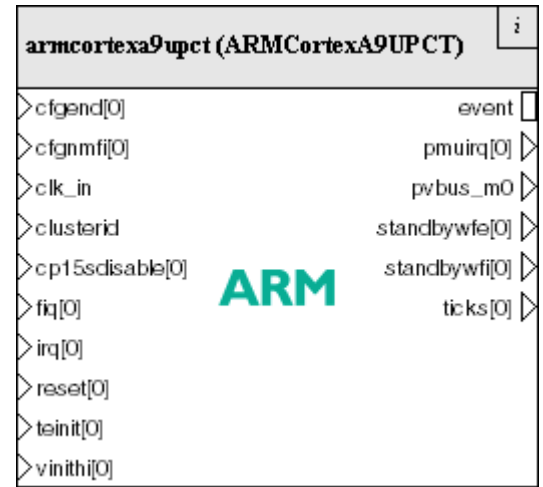 armcortexa9upct (ARMCortexA9UPCT)
i
cfgend[0]
event
cfgnmfi[0]
pmuirq[0]
clk_in
pvbus_m0
clusterid
standbywfe[0]
cp15sdisable[0]
standbywfi[0]
ARM
fiq[0]
ticks[0]
irq[0]
reset[0]
teinit[0]
vinithi[0]